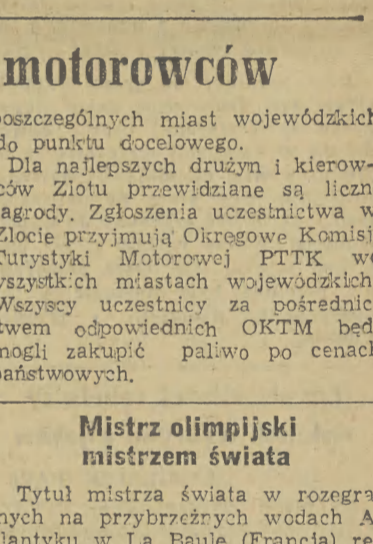 motorowców
poszczególnych miast wojewódzkich
do punktu docelowego.
Dla najlepszych drużyn i kierow-
ców Zlotu przewidziane są liczn
agrody. Zgłoszenia uczestnictwa w
Zlocie przyjmują Okręgowe Komisj
Turystyki Motorowej PTTK we
wszystkich miastach wojewódzkich
Wszyscy uczestnicy za pośrednic
twem odpowiednich OKTM będ
mogli zakupić paliwo po cenach
państwowych.
Mistrz olimpijski
mistrzem świata
Tytuł mistrza świata w rozegra
nych na przybrzeżnych wodach A
lantyku w La Baule (Francja) re